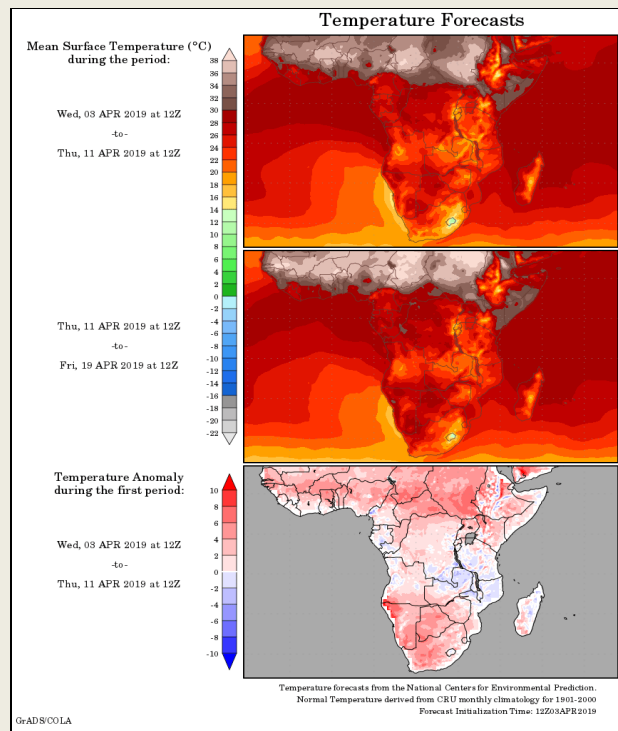 Temperature Forecasts
Mean Surface Temperature (°C)
during the period:
38
36
34
32
30
28
26
24
22
20
18
16
14
12
10
8
6
4
2
0
-2
-4
-6
-8
-10
-12
-14
-16
-17
-18
-20
-22
Wed, 03 APR 2019 at 12Z
-to-
Thu, 11 APR 2019 at 12Z
Thu, 11 APR 2019 at 12Z
-to-
Fri, 19 APR 2019 at 12Z
Temperature Anomaly
during the first period:
10
8
6
4
2
0
-2
-4
-6
-8
-10
Wed, 03 APR 2019 at 12Z
-to-
Thu, 11 APR 2019 at 12Z
Temperature forecasts from the National Centers for Environmental Prediction.
Normal Temperature derived from CRU monthly climatology for 1901-2000
Forecast Initialization Time: 12Z03APR2019
GrADS/COLA